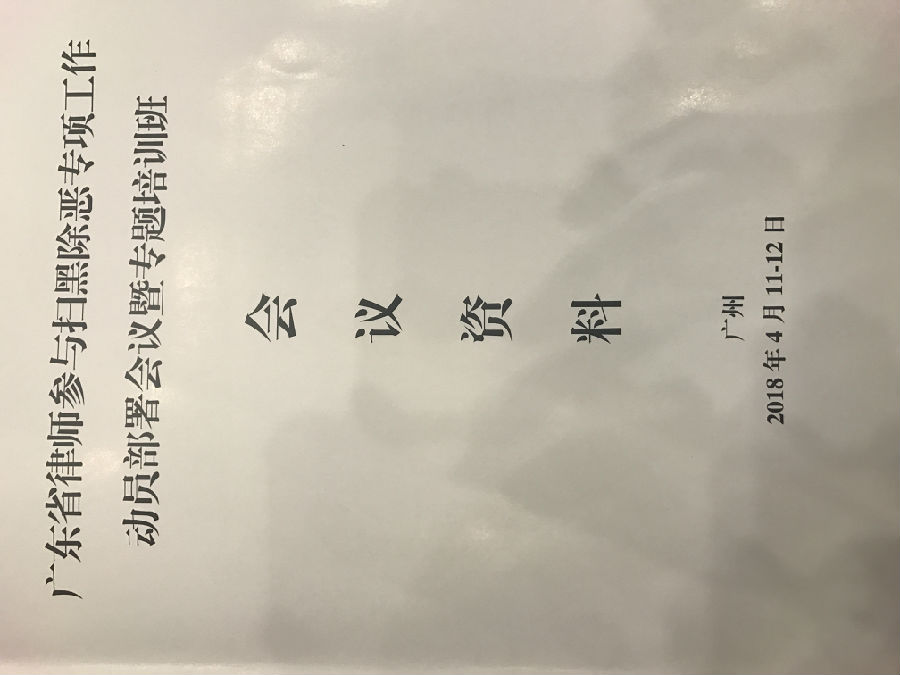 广东省律师参与扫黑除恶专项工作
动员部署会议暨专题培训班
会
议
资
料
广州
2018年4月11-12日